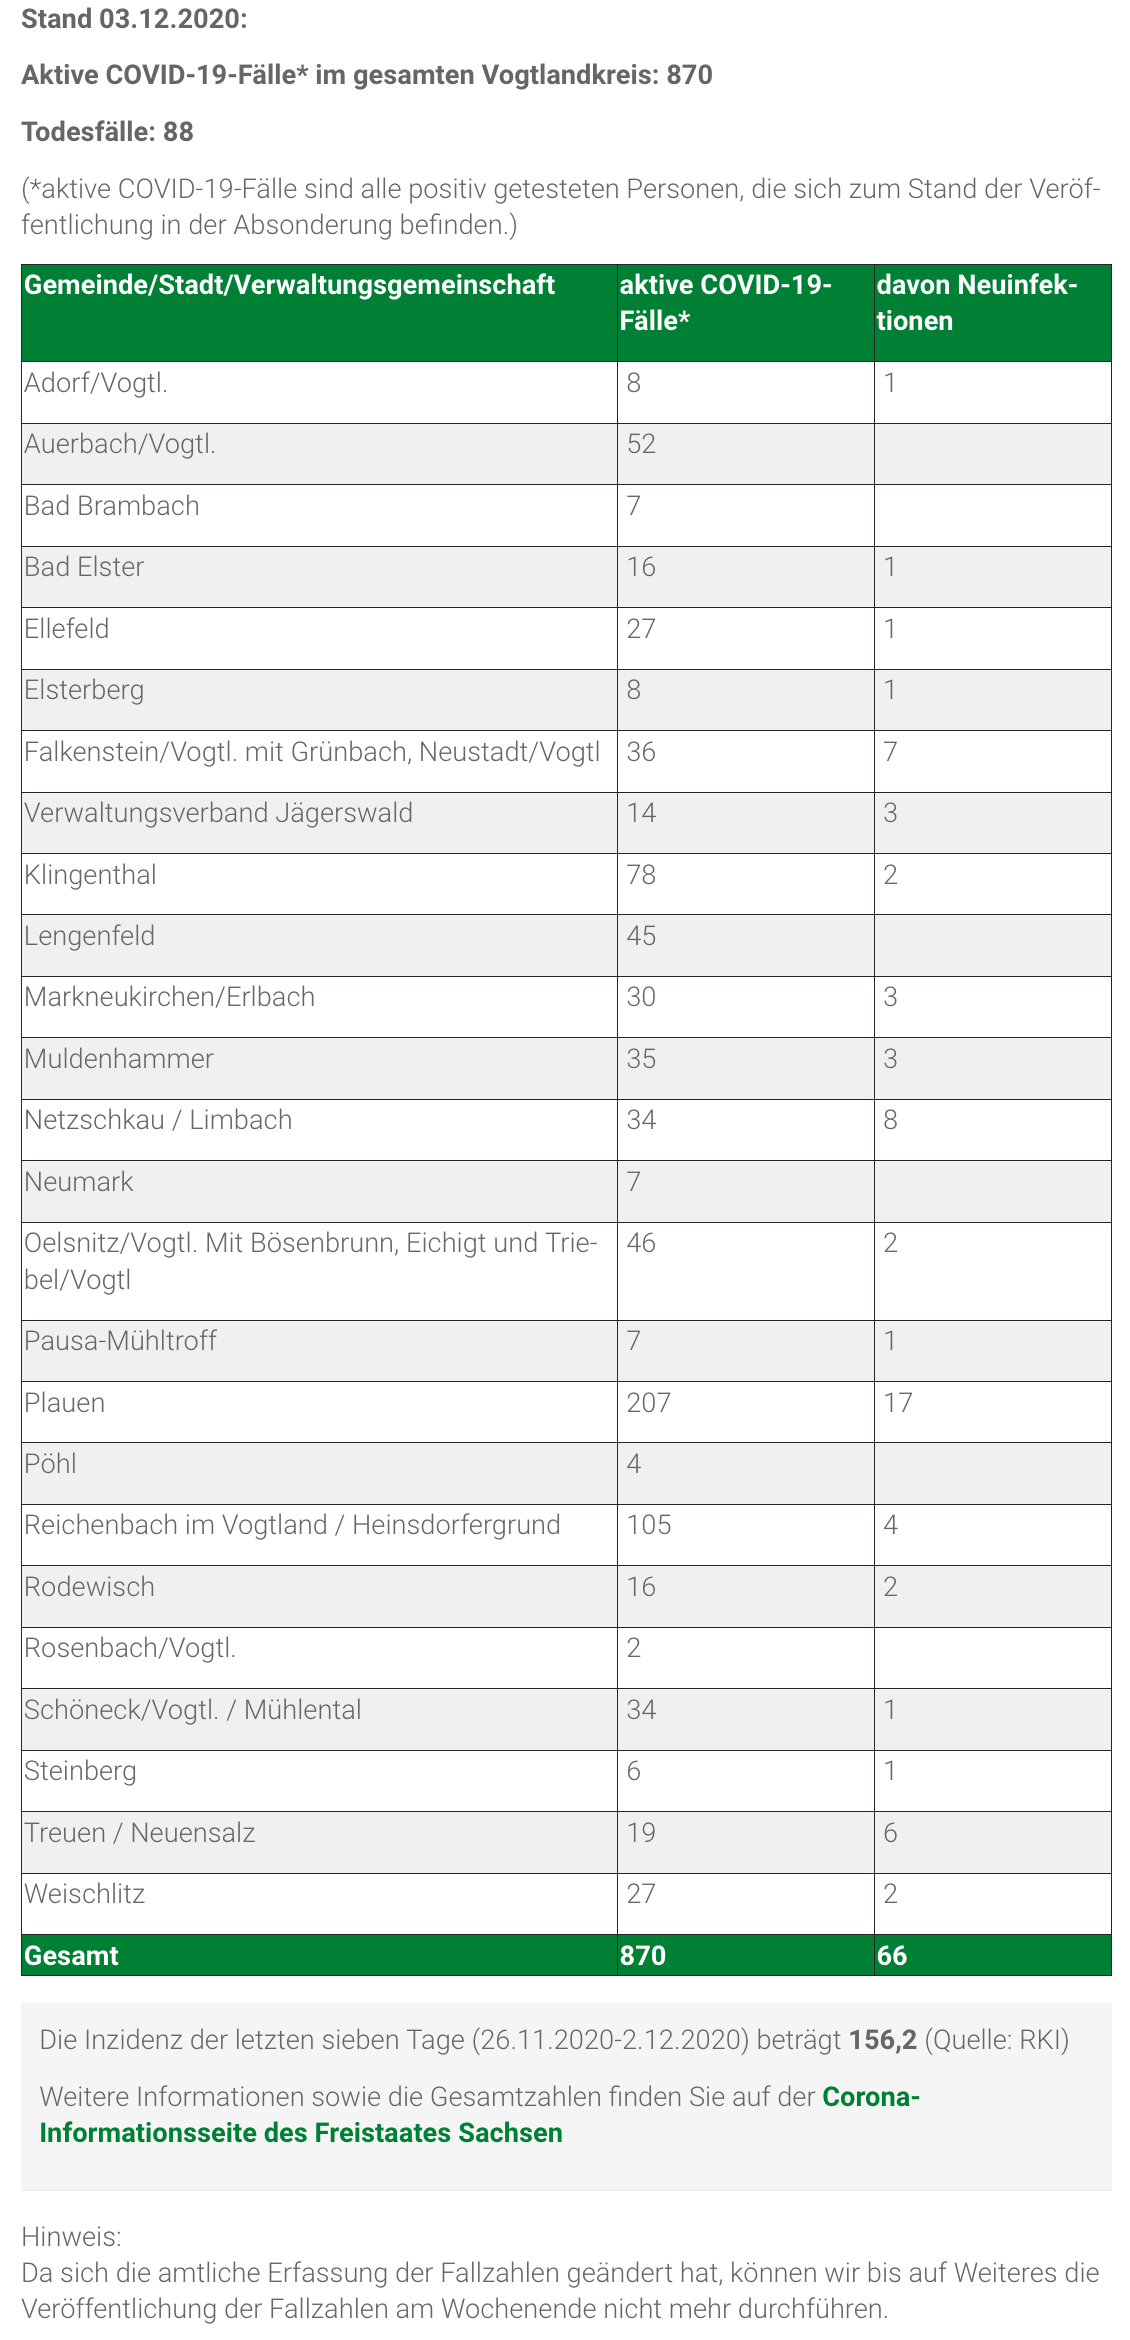 Stand 03.12.2020:
Aktive COVID-19-Fälle* im gesamten Vogtlandkreis: 870
Todesfälle: 88
(*aktive COVID-19-Fälle sind alle positiv getesteten Personen, die sich zum Stand der Veröf-
fentlichung in der Absonderung befinden.)
Gemeinde/Stadt/Verwaltungsgemeinschaft aktive COVID-19- davon Neuinfek-
Fälle* tionen
Adorf/Vogtl. 8 1
Auerbach/Vogtl. 52
Bad Brambach 7
Bad Elster 16 1
Ellefeld 27 1
Elsterberg 8 1
Falkenstein/Vogtl. mit Grünbach, Neustadt/Vogtl 36 7
Verwaltungsverband Jägerswald 14 3
Klingenthal 78 2
Lengenfeld 45
Markneukirchen/Erlbach 30 3
Muldenhammer 35 3
Netzschkau / Limbach 34 8
Neumark 7
Oelsnitz/Vogtl. Mit Bösenbrunn, Eichigt und Trie- 46 2
bel/Vogtl
Pausa-Mühltroff 7 1
Plauen 207 17
Pöhl 4
Reichenbach im Vogtland / Heinsdorfergrund 105 4
Rodewisch 16 2
Rosenbach/Vogtl. 2
Schöneck/Vogtl. / Mühlental 34 1
Steinberg 6 1
Treuen / Neuensalz 19 6
Weischlitz 27 2
Gesamt 870 66
Die Inzidenz der letzten sieben Tage (26.11.2020-2.12.2020) beträgt 156,2 (Quelle: RKI)
Weitere Informationen sowie die Gesamtzahlen finden Sie auf der Corona-
Informationsseite des Freistaates Sachsen
Hinweis:
Da sich die amtliche Erfassung der Fallzahlen geändert hat, können wir bis auf Weiteres die
Veröffentlichung der Fallzahlen am Wochenende nicht mehr durchführen.